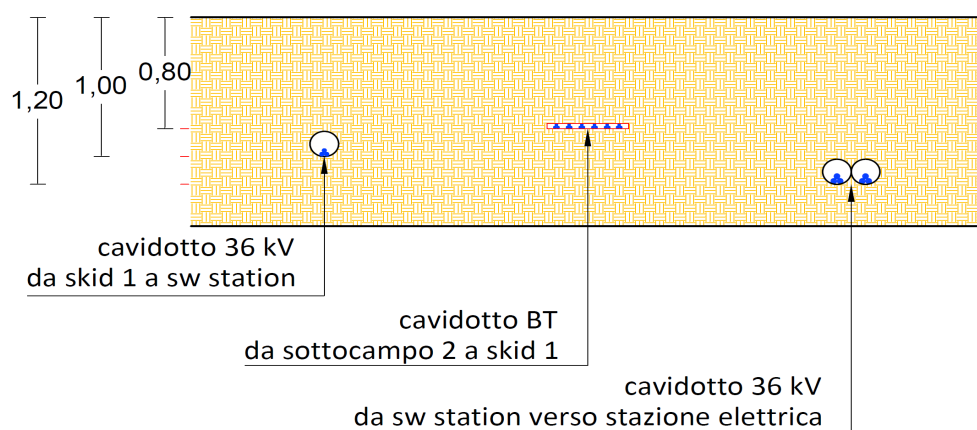 0,80
1,00
1,20
cavidotto 36 kV
da skid 1 a sw station
cavidotto BT
da sottocampo 2 a skid 1
cavidotto 36 kV
da sw station verso stazione elettrica